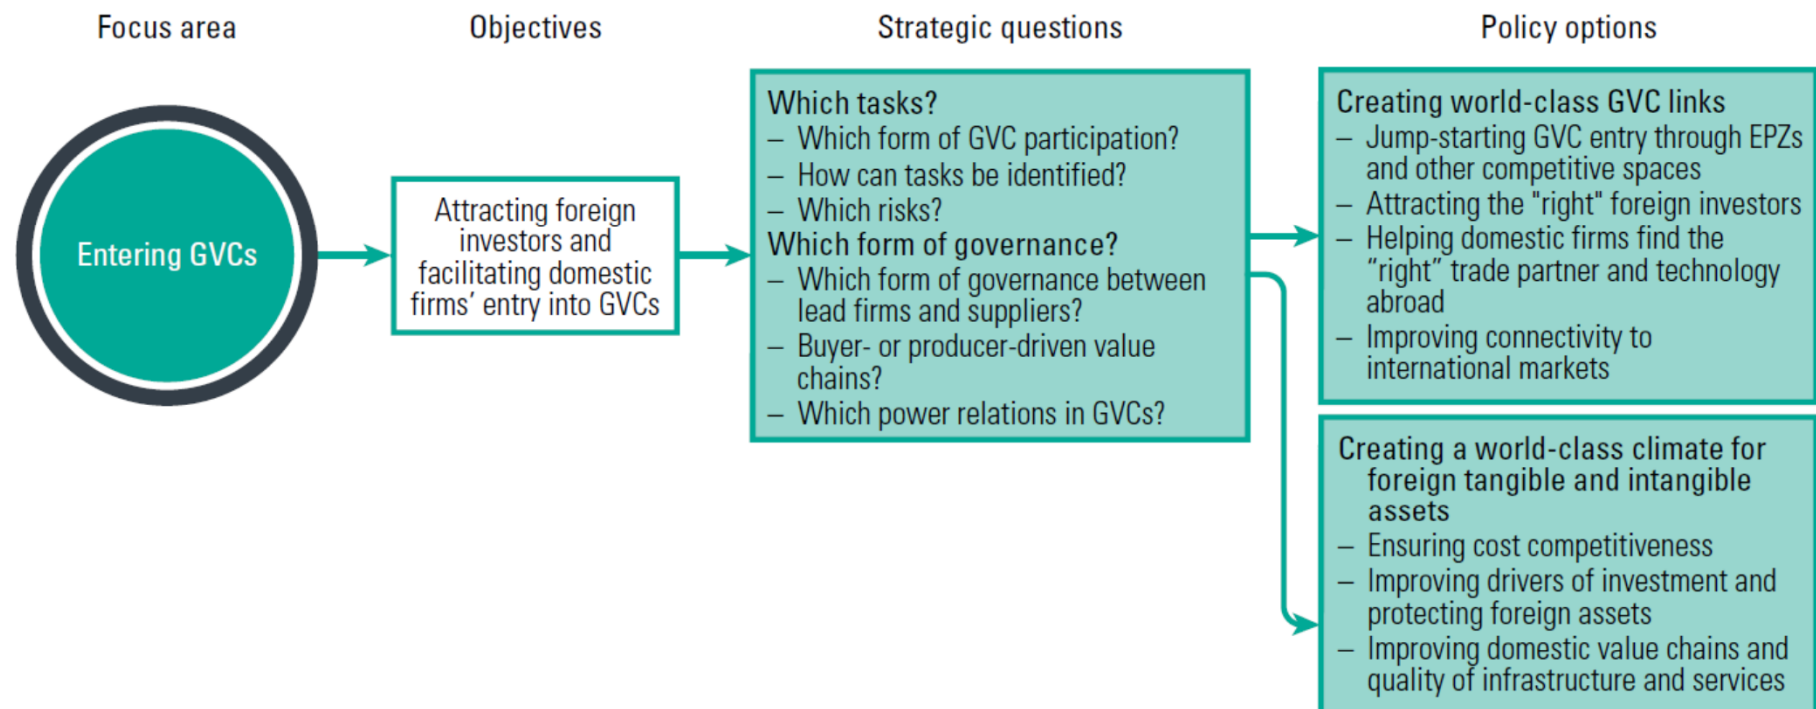 Focus area
Objectives
Strategic questions
Policy options
Entering GVCs
Attracting foreign
investors and
facilitating domestic
firms’ entry into GVCs
Which tasks?
– Which form of GVC participation?
– How can tasks be identified?
– Which risks?
Which form of governance?
– Which form of governance between
lead firms and suppliers?
– Buyer- or producer-driven value
chains?
– Which power relations in GVCs?
Creating world-class GVC links
– Jump-starting GVC entry through EPZs
and other competitive spaces
– Attracting the "right" foreign investors
– Helping domestic firms find the
“right” trade partner and technology
abroad
– Improving connectivity to
international markets
Creating a world-class climate for
foreign tangible and intangible
assets
– Ensuring cost competitiveness
– Improving drivers of investment and
protecting foreign assets
– Improving domestic value chains and
quality of infrastructure and services